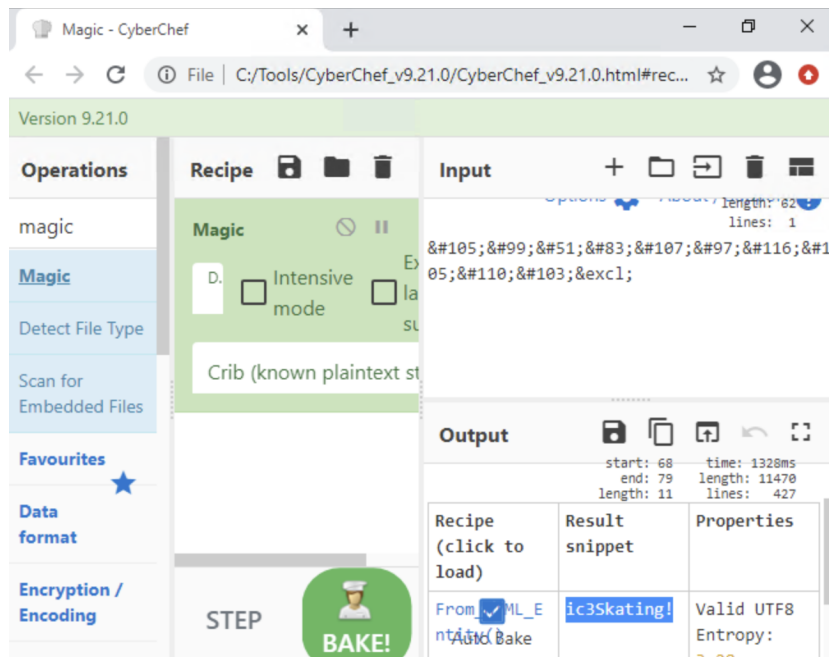 Magic - CyberChef
File | C:/Tools/CyberChef_v9.21.0/CyberChef_v9.21.0.html#rec...
Version 9.21.0
Operations
magic
Magic
Detect File Type
Scan for
Embedded Files
Favourites
Data
format
Encryption /
Encoding
Recipe
Magic
D.
Intensive
mode
Crib (known plaintext st
STEP
BAKE!
Auto Bake
Input
length: 62
lines: 1
&#105;&#99;&#51;&#83;&#107;&#97;&#116;&#1
05;&#110;&#103;&excl;
Output
start: 68
end: 79
length: 11
time: 1328ms
length: 11470
lines: 427
Recipe
(click to
load)
Result
snippet
Properties
ic3Skating!
Valid UTF8
Entropy: